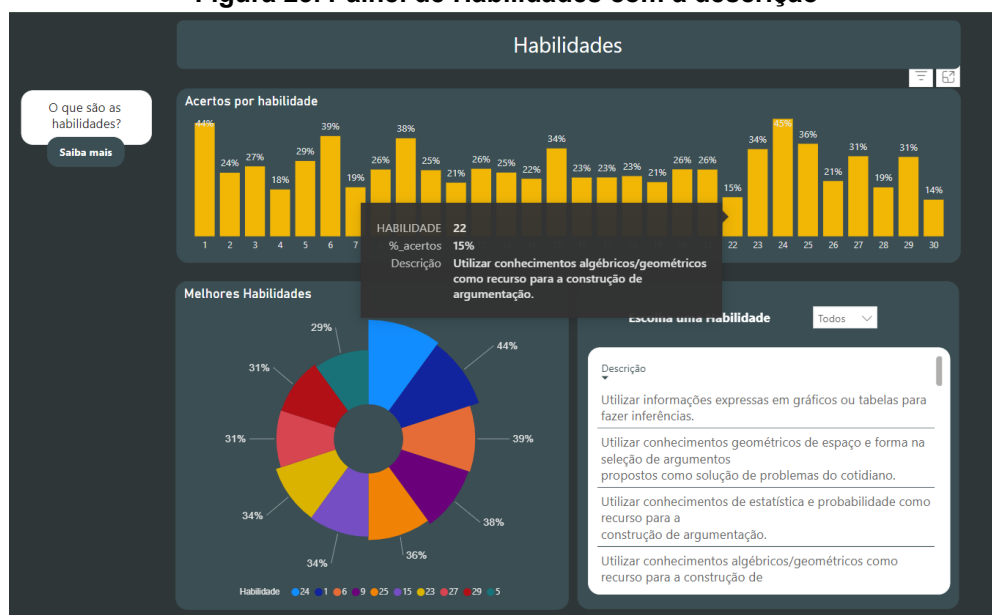 Habilidades
O que são as
habilidades?
Saiba mais
Acertos por habilidade
44% 24% 27% 18% 29% 39% 19% 26% 38% 25% 21% 26% 25% 22% 34% 23% 23% 23% 21% 26% 26% 15% 34% 45% 36% 21% 31% 19% 31% 14%
1 2 3 4 5 6 7 22 23 24 25 26 27 28 29 30
HABILIDADE 22
%_acertos 15%
Descrição Utilizar conhecimentos algébricos/geométricos
como recurso para a construção de
argumentação.
Melhores Habilidades
29%
44%
31%
31%
39%
34%
38%
34%
36%
Habilidade 24 1 6 9 25 15 23 27 29 5
Escolha uma Habilidade Todos
Descrição
Utilizar informações expressas em gráficos ou tabelas para
fazer inferências.
Utilizar conhecimentos geométricos de espaço e forma na
seleção de argumentos
propostos como solução de problemas do cotidiano.
Utilizar conhecimentos de estatística e probabilidade como
recurso para a
construção de argumentação.
Utilizar conhecimentos algébricos/geométricos como
recurso para a construção de